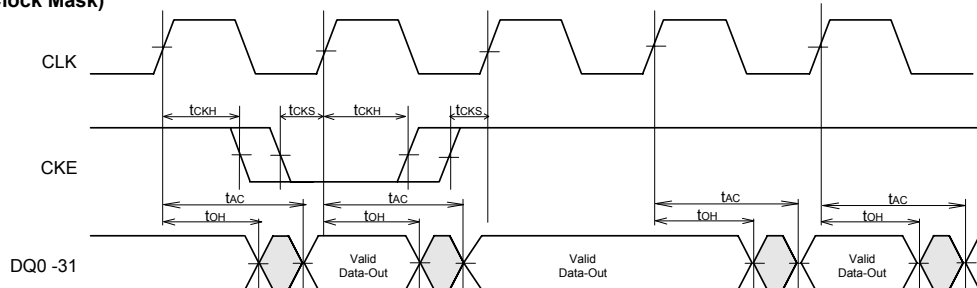 Clock Mask)
CLK
tCKH tCKS tCKH tCKS
CKE
tAC tAC tAC tAC
tOH tOH tOH tOH
DQ0 -31
Valid Data-Out Valid Data-Out Valid Data-Out